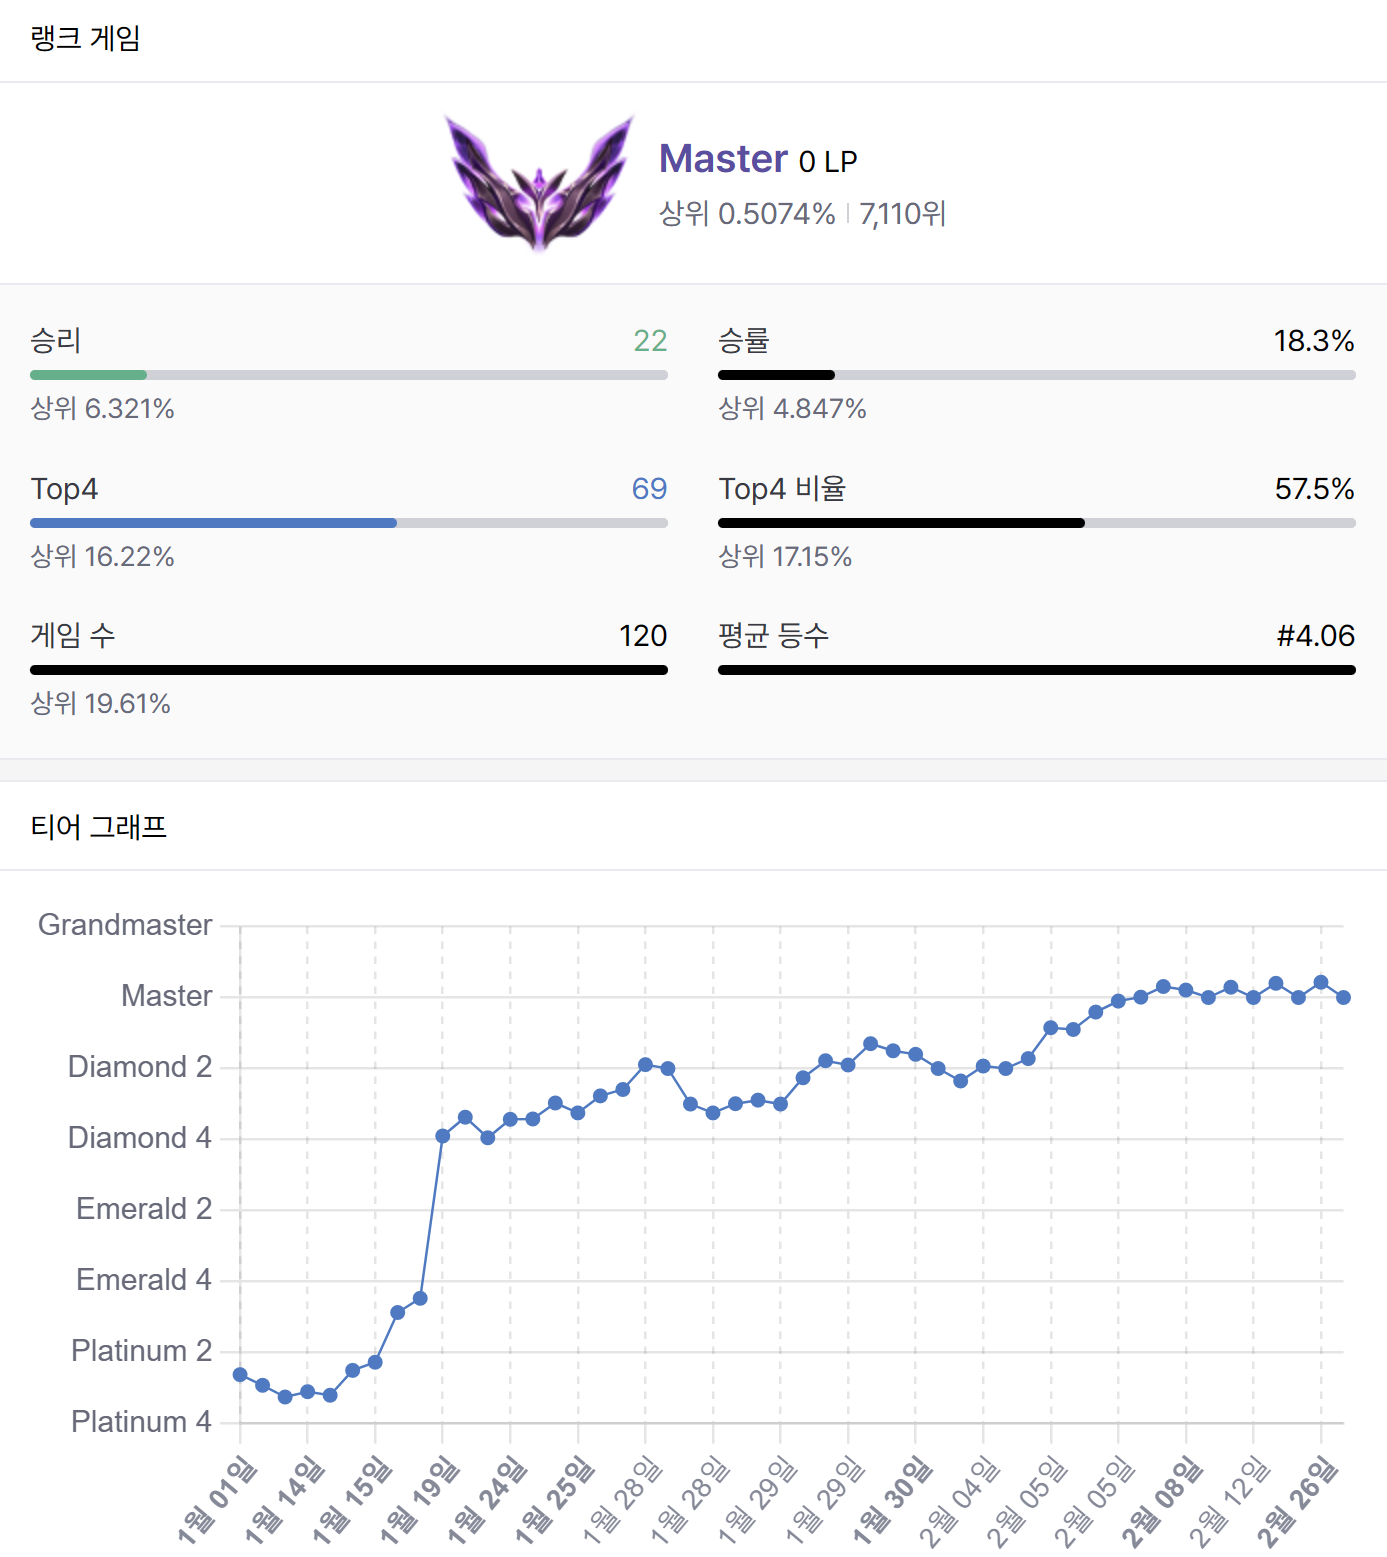 랭크 게임
Master 0 LP
상위 0.5074% 7,110위
승리 22
상위 6.321%
승률 18.3%
상위 4.847%
Top4 69
상위 16.22%
Top4 비율 57.5%
상위 17.15%
게임 수 120
상위 19.61%
평균 등수 #4.06
티어 그래프
Grandmaster
Master
Diamond 2
Diamond 4
Emerald 2
Emerald 4
Platinum 2
Platinum 4
1월 01일
1월 14일
1월 15일
1월 19일
1월 24일
1월 25일
1월 28일
1월 28일
1월 29일
1월 29일
1월 30일
2월 04일
2월 05일
2월 05일
2월 08일
2월 12일
2월 26일